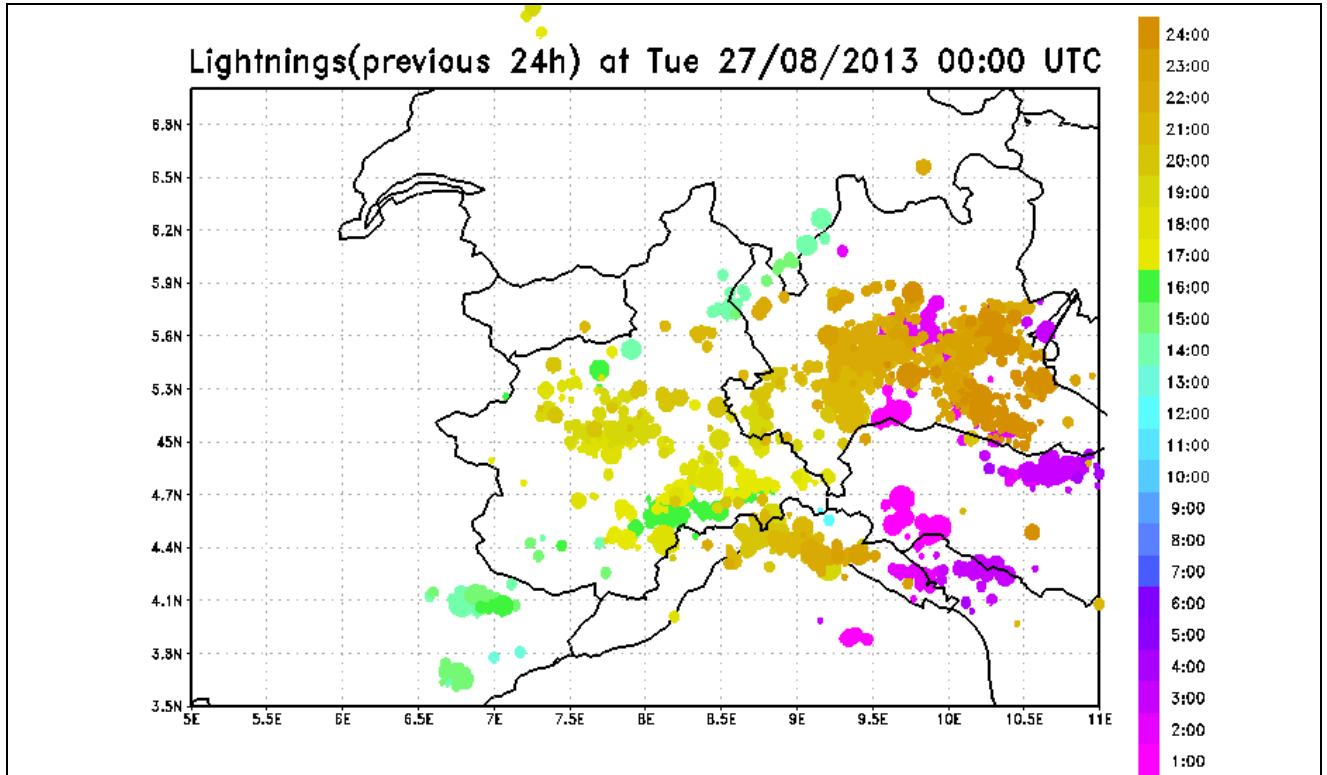 Lightnings(previous 24h) at Tue 27/08/2013 00:00 UTC
24:00
23:00
22:00
21:00
20:00
19:00
18:00
17:00
16:00
15:00
14:00
13:00
12:00
11:00
10:00
9:00
8:00
7:00
6:00
5:00
4:00
3:00
2:00
1:00
6.8N
6.5N
6.2N
5.9N
5.6N
5.3N
45N
4.7N
4.4N
4.1N
3.8N
3.5N
5E 5.5E 6E 6.5E 7E 7.5E 8E 8.5E 9E 9.5E 10E 10.5E 11E